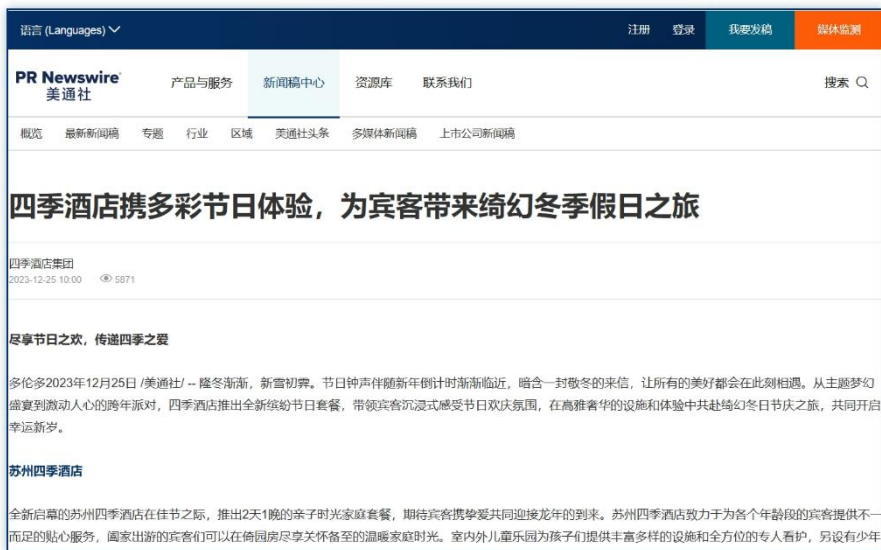 语言 (Languages)
注册 登录 我要发稿 媒体监测
PR Newswire
美通社
产品与服务 新闻稿中心 资源库 联系我们 搜索
概览 最新新闻稿 专题 行业 区域 美通社头条 多媒体新闻稿 上市公司新闻稿
四季酒店携多彩节日体验，为宾客带来绮幻冬季假日之旅
四季酒店集团
2023-12-25 10:00 5871
尽享节日之欢，传递四季之爱
多伦多2023年12月25日 /美通社/ -- 隆冬渐渐，新雪初霁。节日钟声伴随新年倒计时渐渐临近，暗含一封敬冬的来信，让所有的美好都会在此刻相遇。从主题梦幻
盛宴到激动人心的跨年派对，四季酒店推出全新缤纷节日套餐，带领宾客沉浸式感受节日欢庆氛围，在高雅奢华的设施和体验中共赴绮幻冬日节庆之旅，共同开启
幸运新岁。
苏州四季酒店
全新启幕的苏州四季酒店在佳节之际，推出2天1晚的亲子时光家庭套餐，期待宾客携挚爱共同迎接龙年的到来。苏州四季酒店致力于为各个年龄段的宾客提供不一
而足的贴心服务，阖家出游的宾客们可以在倚园房尽享关怀备至的温暖家庭时光。室内外儿童乐园为孩子们提供丰富多样的设施和全方位的专人看护，另设有少年